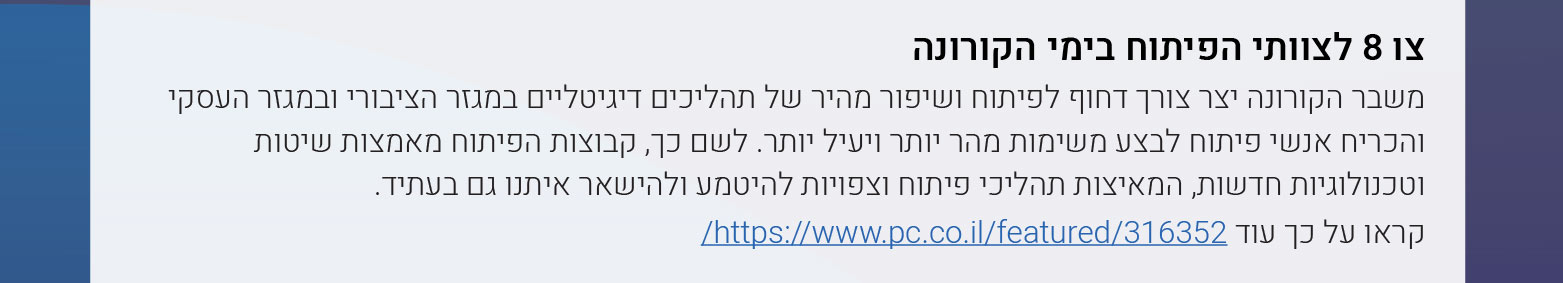 צו 8 לצוותי הפיתוח בימי הקורונה
משבר הקורונה יצר צורך דחוף לפיתוח ושיפור מהיר של תהליכים דיגיטליים במגזר הציבורי ובמגזר העסקי
והכריח אנשי פיתוח לבצע משימות מהר יותר ויעיל יותר. לשם כך, קבוצות הפיתוח מאמצות שיטות
וטכנולוגיות חדשות, המאיצות תהליכי פיתוח וצפויות להיטמע ולהישאר איתנו גם בעתיד.
קראו על כך עוד https://www.pc.co.il/featured/316352/